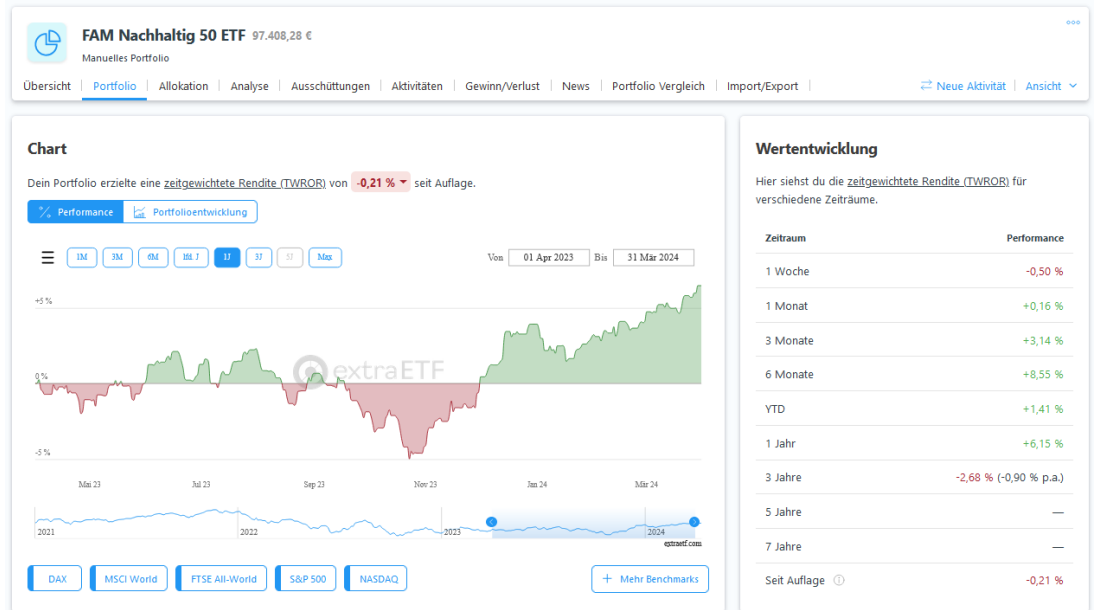 FAM Nachhaltig 50 ETF 97.408,28 €
Manuelles Portfolio
Übersicht Portfolio Allokation Analyse Ausschüttungen Aktivitäten Gewinn/Verlust News Portfolio Vergleich Import/Export Neue Aktivität Ansicht
Chart
Dein Portfolio erzielte eine zeitgewichtete Rendite (TWROR) von -0,21 % seit Auflage.
Performance Portfolioentwicklung
1M 3M 6M lfd. J 1J 3J 5J Max Von 01 Apr 2023 Bis 31 Mär 2024
+5 %
0 %
extraETF
-5 %
Mai 23 Jul 23 Sep 23 Nov 23 Jan 24 Mär 24
2021 2022 2023 2024
extraetf.com
DAX MSCI World FTSE All-World S&P 500 NASDAQ + Mehr Benchmarks
Wertentwicklung
Hier siehst du die zeitgewichtete Rendite (TWROR) für
verschiedene Zeiträume.
Zeitraum Performance
1 Woche -0,50 %
1 Monat +0,16 %
3 Monate +3,14 %
6 Monate +8,55 %
YTD +1,41 %
1 Jahr +6,15 %
3 Jahre -2,68 % (-0,90 % p.a.)
5 Jahre —
7 Jahre —
Seit Auflage -0,21 %